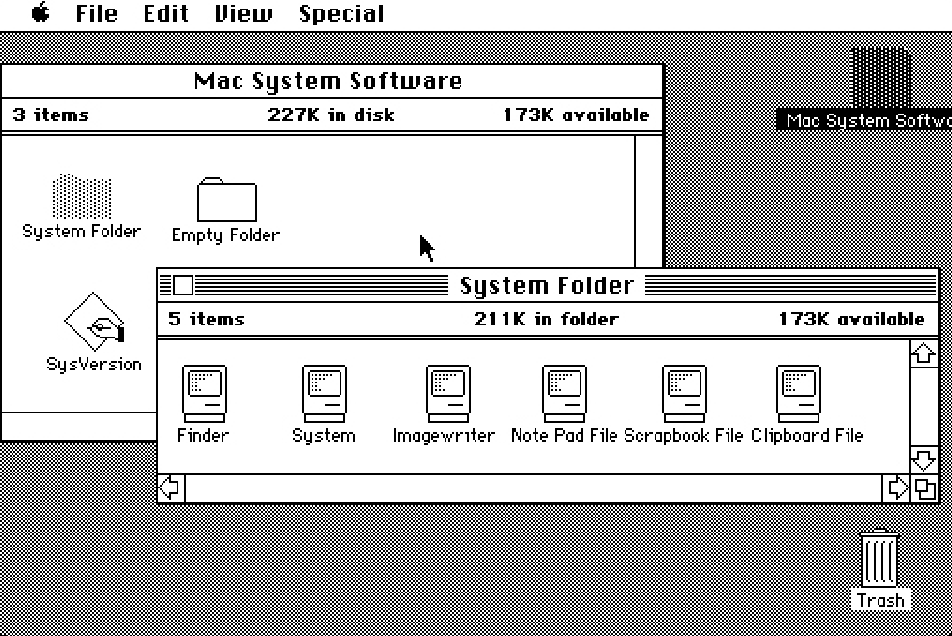 File Edit View Special
Mac System Software
3 items 227K in disk 173K available
Mac System Softwa
System Folder Empty Folder
SysVersion
System Folder
5 items 211K in folder 173K available
Finder System Imagewriter Note Pad File Scrapbook File Clipboard File
Trash